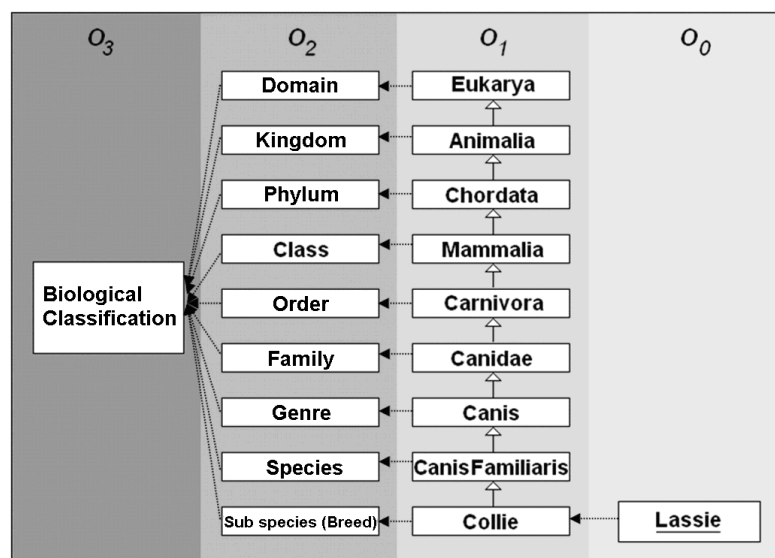 O3 O2 O1 O0
Domain Eukarya
Kingdom Animalia
Phylum Chordata
Class Mammalia
Biological
Classification
Order Carnivora
Family Canidae
Genre Canis
Species CanisFamiliaris
Sub species (Breed) Collie Lassie